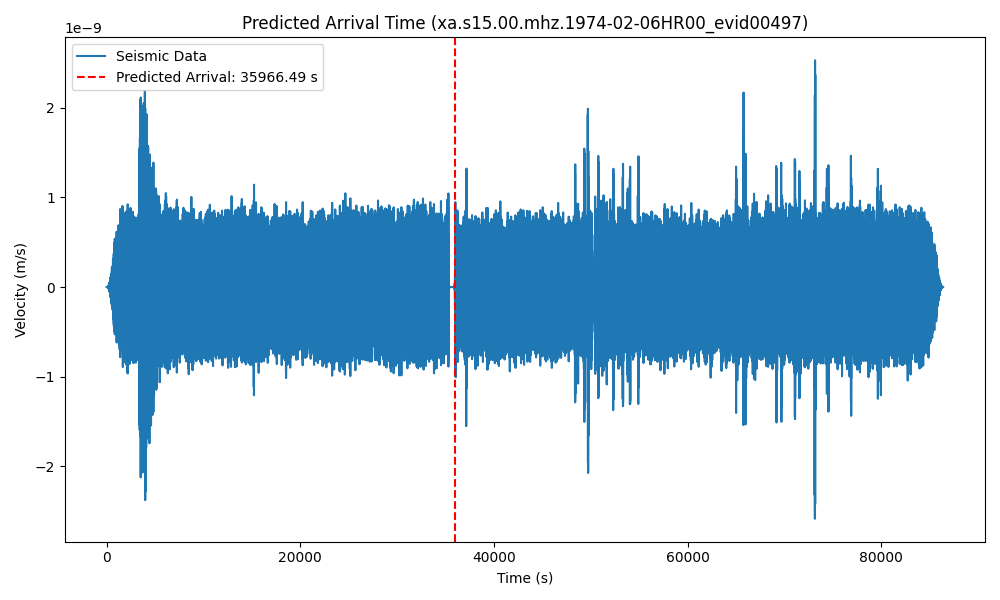 Predicted Arrival Time (xa.s15.00.mhz.1974-02-06HR00_evid00497)
1e−9
Seismic Data
Predicted Arrival: 35966.49 s
2
1
0
−1
−2
Velocity (m/s)
0
20000
40000
60000
80000
Time (s)